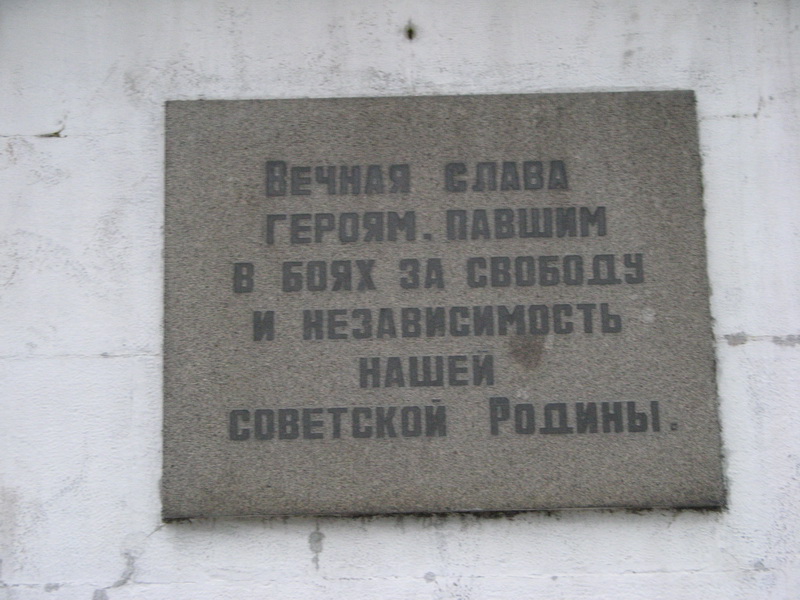 Вечная слава
героям. павшим
в боях за свободу
и независимость
нашей
советской Родины.